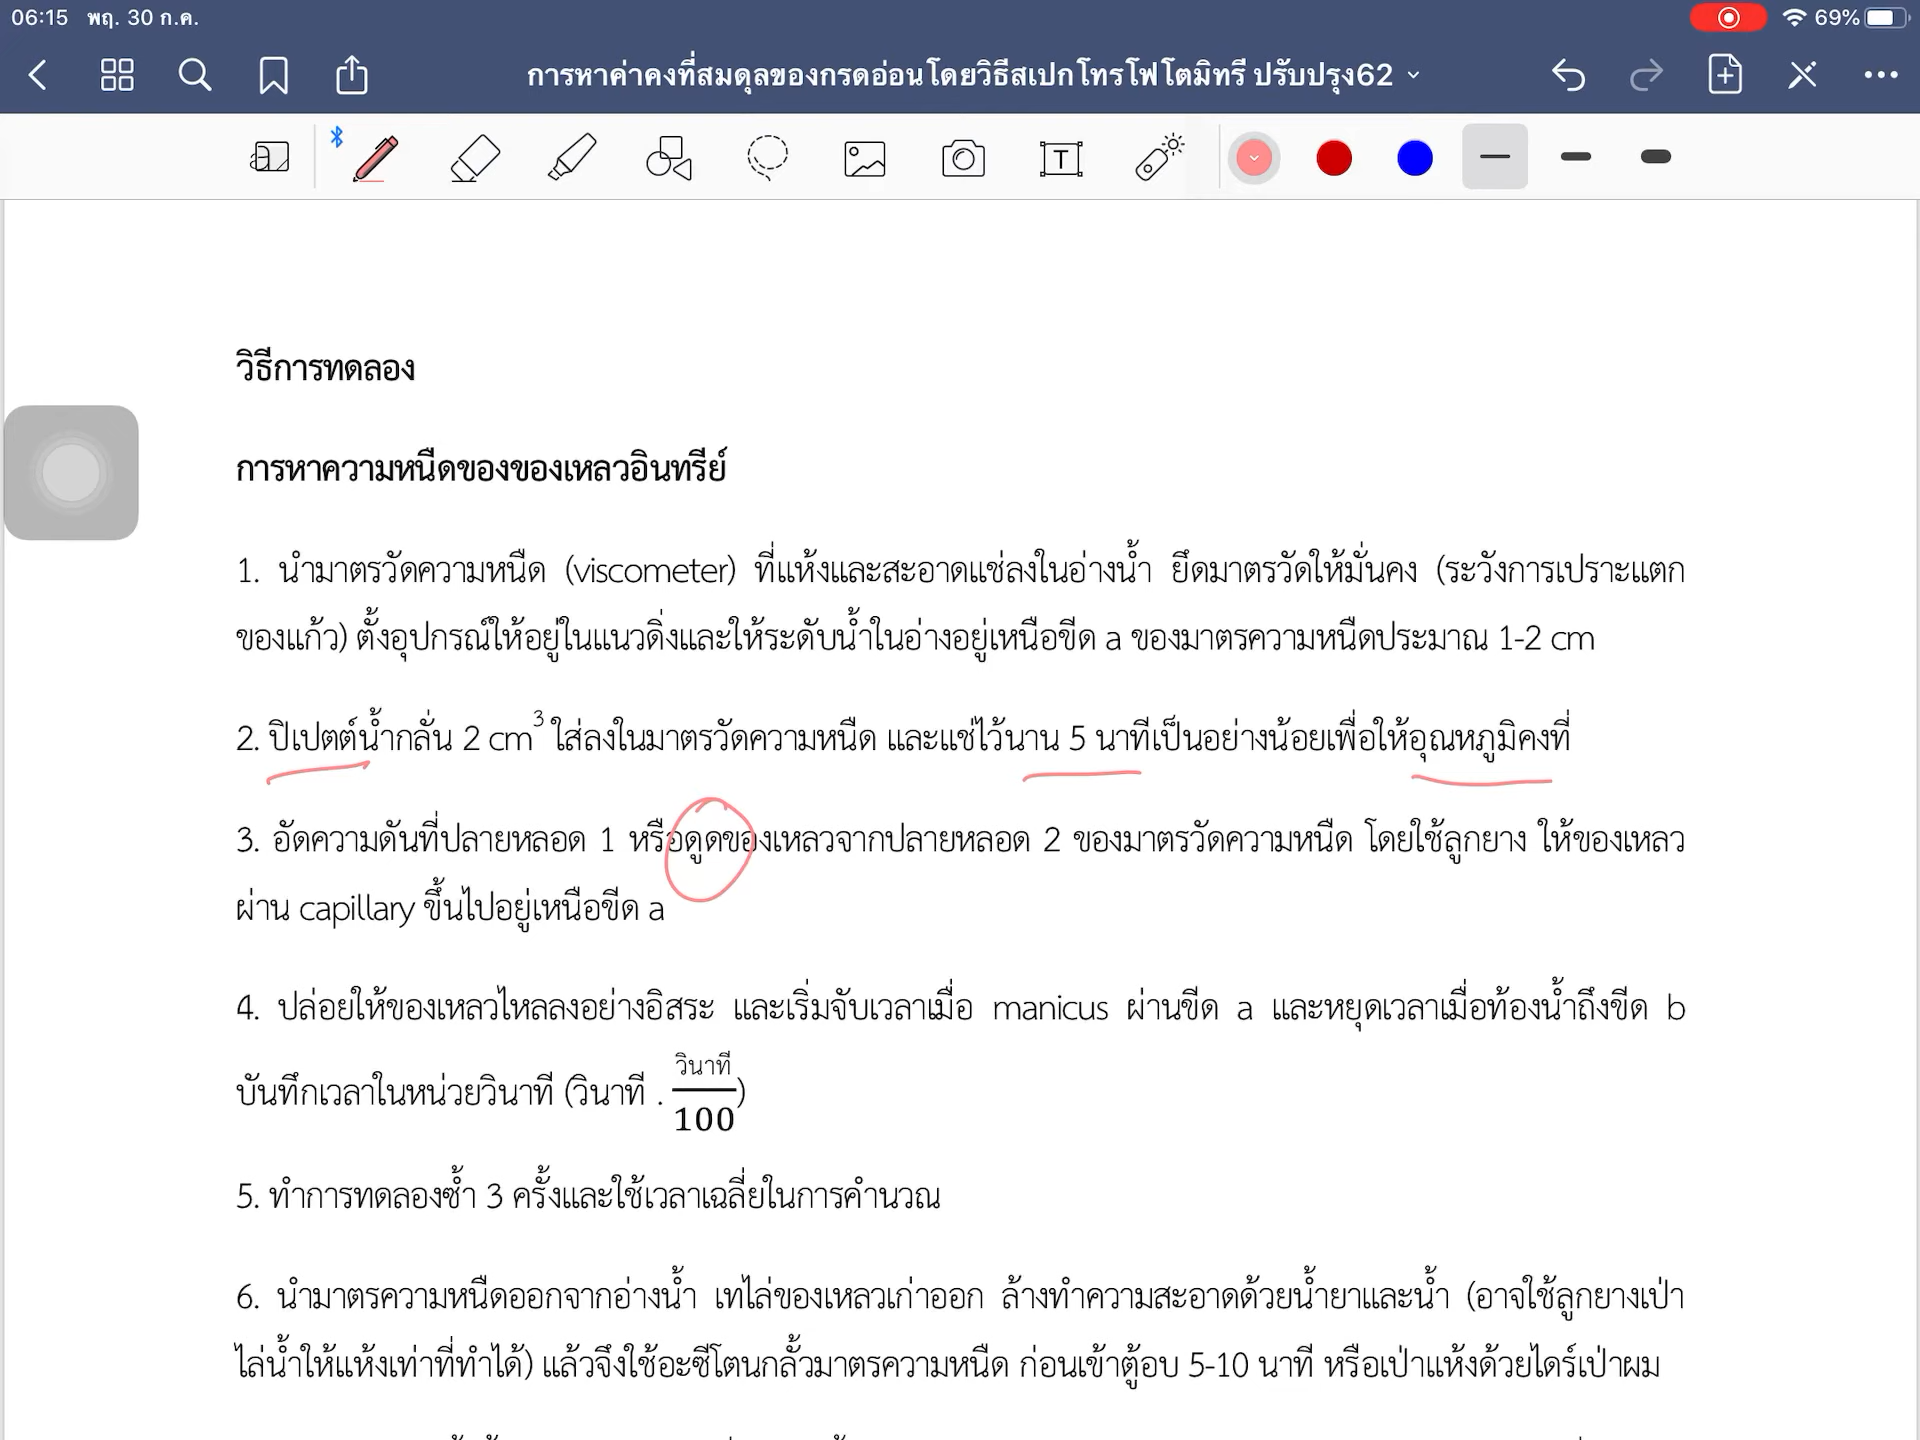 06:15 พฤ. 30 ก.ค.
69%
การหาค่าคงที่สมดุลของกรดอ่อนโดยวิธีสเปกโทรโฟโตมิทรี ปรับปรุง62
วิธีการทดลอง
การหาความหนืดของของเหลวอินทรีย์
1. นำมาตรวัดความหนืด (viscometer) ที่แห้งและสะอาดแช่ลงในอ่างน้ำ ยึดมาตรวัดให้มั่นคง (ระวังการเปราะแตก
ของแก้ว) ตั้งอุปกรณ์ให้อยู่ในแนวดิ่งและให้ระดับน้ำในอ่างอยู่เหนือขีด a ของมาตรความหนืดประมาณ 1-2 cm
2. ปิเปตต์น้ำกลั่น 2 cm³ ใส่ลงในมาตรวัดความหนืด และแช่ไว้นาน 5 นาทีเป็นอย่างน้อยเพื่อให้อุณหภูมิคงที่
3. อัดความดันที่ปลายหลอด 1 หรือดูดของเหลวจากปลายหลอด 2 ของมาตรวัดความหนืด โดยใช้ลูกยาง ให้ของเหลว
ผ่าน capillary ขึ้นไปอยู่เหนือขีด a
4. ปล่อยให้ของเหลวไหลลงอย่างอิสระ และเริ่มจับเวลาเมื่อ manicus ผ่านขีด a และหยุดเวลาเมื่อท้องน้ำถึงขีด b
บันทึกเวลาในหน่วยวินาที (วินาที . วินาที/100)
5. ทำการทดลองซ้ำ 3 ครั้งและใช้เวลาเฉลี่ยในการคำนวณ
6. นำมาตรความหนืดออกจากอ่างน้ำ เทไล่ของเหลวเก่าออก ล้างทำความสะอาดด้วยน้ำยาและน้ำ (อาจใช้ลูกยางเป่า
ไล่น้ำให้แห้งเท่าที่ทำได้) แล้วจึงใช้อะซีโตนกลั้วมาตรความหนืด ก่อนเข้าตู้อบ 5-10 นาที หรือเป่าแห้งด้วยไดร์เป่าผม